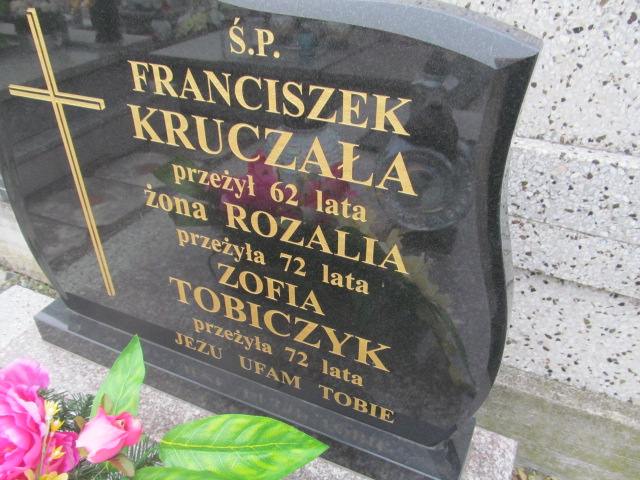 Ś.P.
FRANCISZEK
KRUCZAŁA
przeżył 62 lata
żona ROZALIA
przeżyła 72 lata
ZOFIA
TOBICZYK
przeżyła 72 lata
JEZU UFAM TOBIE